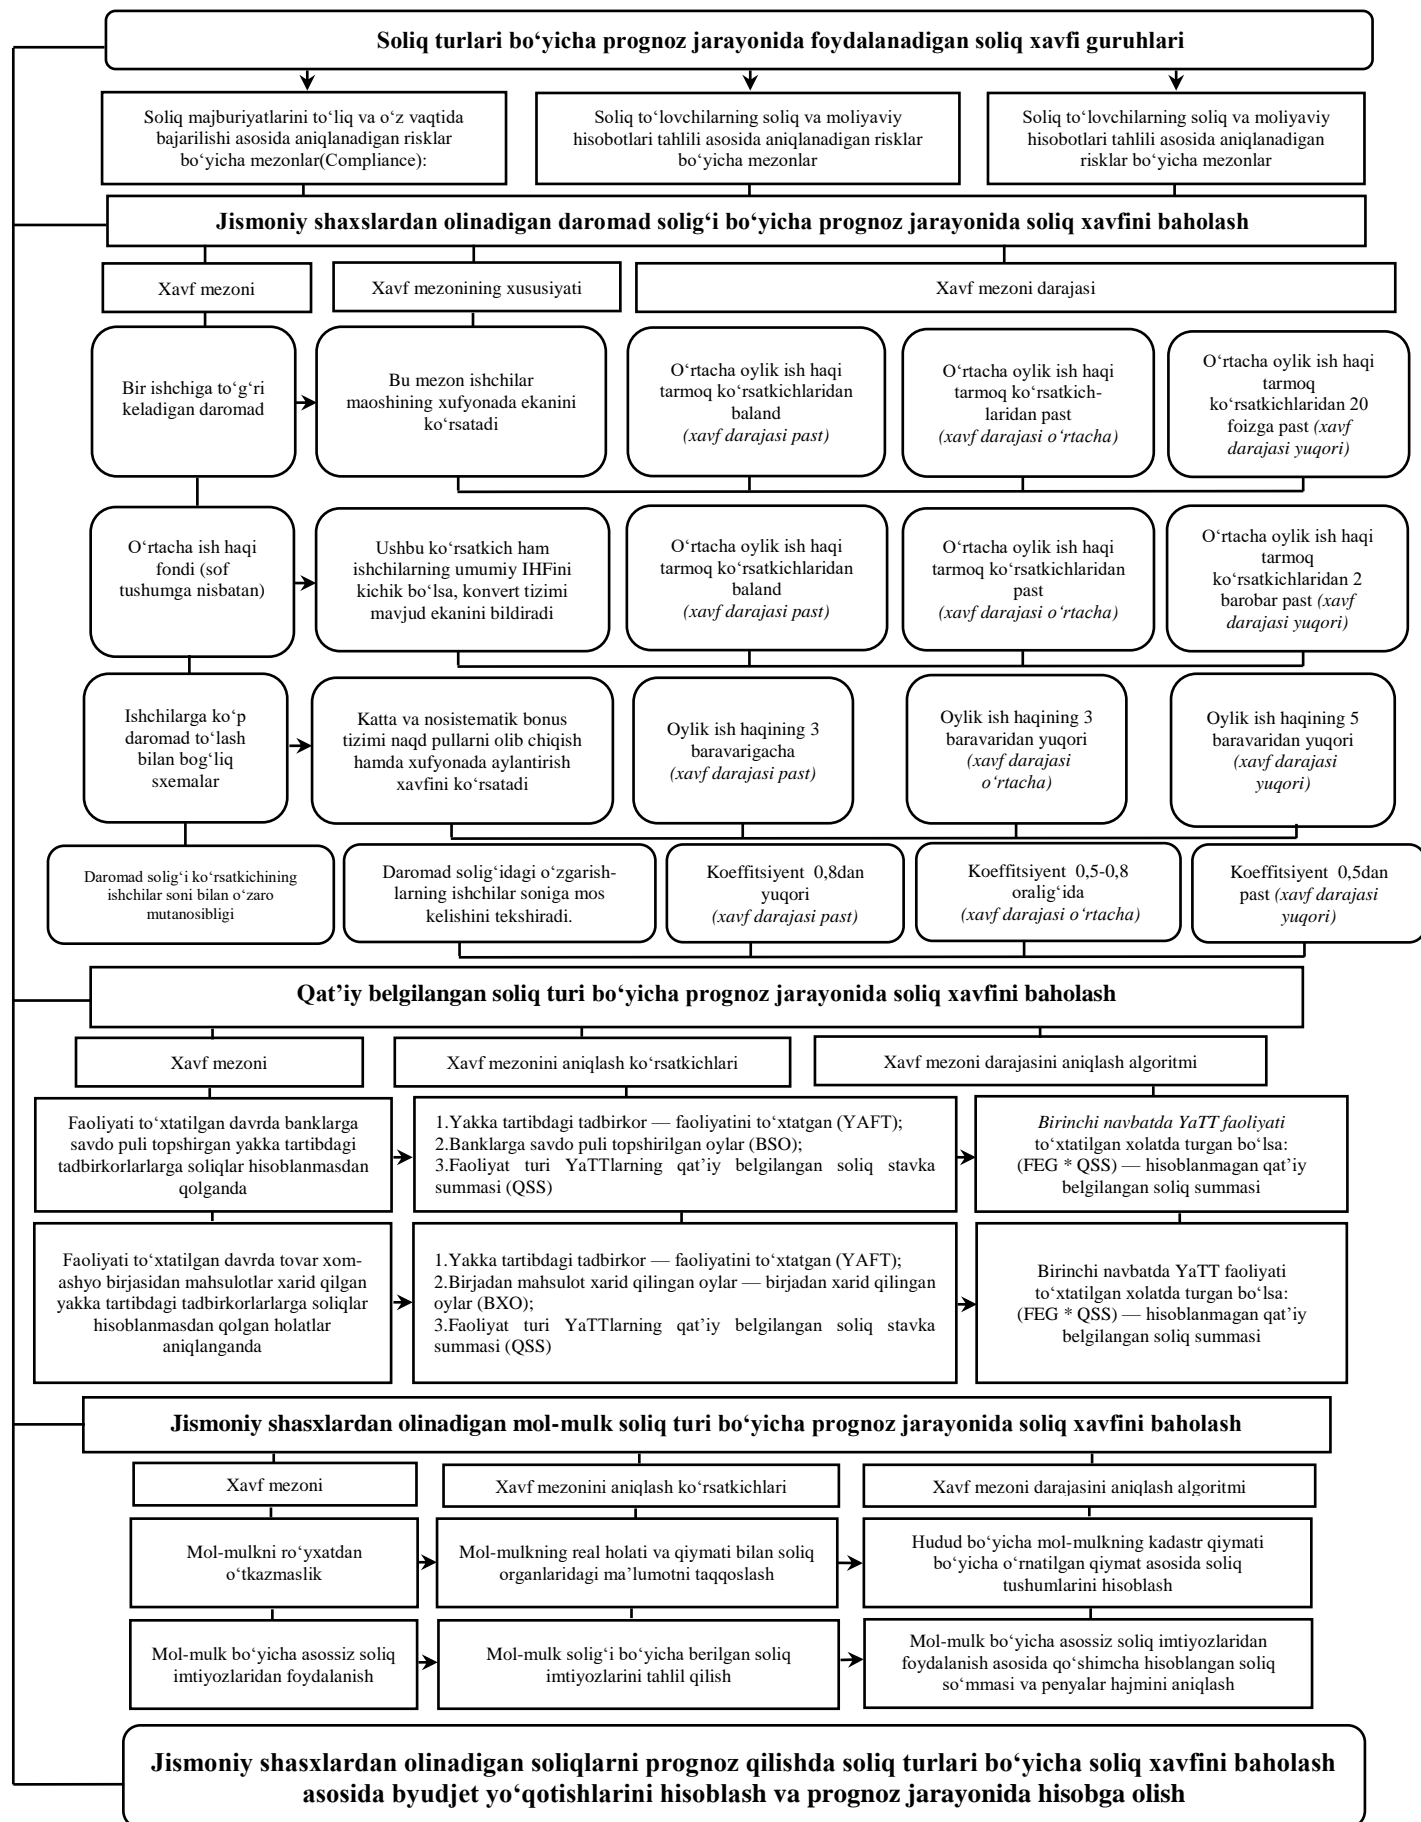 Soliq turlari bo‘yicha prognoz jarayonida foydalanadigan soliq xavfi guruhlari
Soliq majburiyatlarini to‘liq va o‘z vaqtida
bajarilishi asosida aniqlanadigan risklar
bo‘yicha mezonlar(Compliance):
Soliq to‘lovchilarning soliq va moliyaviy
hisobotlari tahlili asosida aniqlanadigan risklar
bo‘yicha mezonlar
Soliq to‘lovchilarning soliq va moliyaviy
hisobotlari tahlili asosida aniqlanadigan
risklar bo‘yicha mezonlar
Jismoniy shaxslardan olinadigan daromad solig‘i bo‘yicha prognoz jarayonida soliq xavfini baholash
Xavf mezoni
Xavf mezonining xususiyati
Xavf mezoni darajasi
Bir ishchiga to‘g‘ri
keladigan daromad
Bu mezon ishchilar
maoshining xufyonada ekanini
ko‘rsatadi
O‘rtacha oylik ish haqi
tarmoq ko‘rsatkichlaridan
baland
(xavf darajasi past)
O‘rtacha oylik ish haqi
tarmoq ko‘rsatkich-
laridan past
(xavf darajasi o‘rtacha)
O‘rtacha oylik ish haqi
tarmoq
ko‘rsatkichlaridan 20
foizga past (xavf
darajasi yuqori)
O‘rtacha ish haqi
fondi (sof
tushumga nisbatan)
Ushbu ko‘rsatkich ham
ishchilarning umumiy IHFini
kichik bo‘lsa, konvert tizimi
mavjud ekanini bildiradi
O‘rtacha oylik ish haqi
tarmoq ko‘rsatkichlaridan
baland
(xavf darajasi past)
O‘rtacha oylik ish haqi
tarmoq ko‘rsatkichlaridan
past
(xavf darajasi o‘rtacha)
O‘rtacha oylik ish haqi
tarmoq
ko‘rsatkichlaridan 2
barobar past (xavf
darajasi yuqori)
Ishchilarga ko‘p
daromad to‘lash
bilan bog‘liq
sxemalar
Katta va nosistematik bonus
tizimi naqd pullarni olib chiqish
hamda xufyonada aylantirish
xavfini ko‘rsatadi
Oylik ish haqining 3
baravarigacha
(xavf darajasi past)
Oylik ish haqining 3
baravaridan yuqori
(xavf darajasi
o‘rtacha)
Oylik ish haqining 5
baravaridan yuqori
(xavf darajasi
yuqori)
Daromad solig‘i ko‘rsatkichining
ishchilar soni bilan o‘zaro
mutanosibligi
Daromad solig‘idagi o‘zgarish-
larning ishchilar soniga mos
kelishini tekshiradi.
Koeffitsiyent 0,8dan
yuqori
(xavf darajasi past)
Koeffitsiyent 0,5-0,8
oralig‘ida
(xavf darajasi o‘rtacha)
Koeffitsiyent 0,5dan
past (xavf darajasi
yuqori)
Qat’iy belgilangan soliq turi bo‘yicha prognoz jarayonida soliq xavfini baholash
Xavf mezoni
Xavf mezonini aniqlash ko‘rsatkichlari
Xavf mezoni darajasini aniqlash algoritmi
Faoliyati to‘xtatilgan davrda banklarga
savdo puli topshirgan yakka tartibdagi
tadbirkorlarlarga soliqlar hisoblanmasdan
qolganda
1.Yakka tartibdagi tadbirkor — faoliyatini to‘xtatgan (YAFT);
2.Banklarga savdo puli topshirilgan oylar (BSO);
3.Faoliyat turi YaTTlarning qat’iy belgilangan soliq stavka
summasi (QSS)
Birinchi navbatda YaTT faoliyati
to‘xtatilgan xolatda turgan bo‘lsa:
(FEG * QSS) — hisoblanmagan qat’iy
belgilangan soliq summasi
Faoliyati to‘xtatilgan davrda tovar xom-
ashyo birjasidan mahsulotlar xarid qilgan
yakka tartibdagi tadbirkorlarlarga soliqlar
hisoblanmasdan qolgan holatlar
aniqlanganda
1.Yakka tartibdagi tadbirkor — faoliyatini to‘xtatgan (YAFT);
2.Birjadan mahsulot xarid qilingan oylar — birjadan xarid qilingan
oylar (BXO);
3.Faoliyat turi YaTTlarning qat’iy belgilangan soliq stavka
summasi (QSS)
Birinchi navbatda YaTT faoliyati
to‘xtatilgan xolatda turgan bo‘lsa:
(FEG * QSS) — hisoblanmagan qat’iy
belgilangan soliq summasi
Jismoniy shasxlardan olinadigan mol-mulk soliq turi bo‘yicha prognoz jarayonida soliq xavfini baholash
Xavf mezoni
Xavf mezonini aniqlash ko‘rsatkichlari
Xavf mezoni darajasini aniqlash algoritmi
Mol-mulkni ro‘yxatdan
o‘tkazmaslik
Mol-mulkning real holati va qiymati bilan soliq
organlaridagi ma’lumotni taqqoslash
Hudud bo‘yicha mol-mulkning kadastr qiymati
bo‘yicha o‘rnatilgan qiymat asosida soliq
tushumlarini hisoblash
Mol-mulk bo‘yicha asossiz soliq
imtiyozlaridan foydalanish
Mol-mulk solig‘i bo‘yicha berilgan soliq
imtiyozlarini tahlil qilish
Mol-mulk bo‘yicha asossiz soliq imtiyozlaridan
foydalanish asosida qo‘shimcha hisoblangan soliq
so‘mmasi va penyalar hajmini aniqlash
Jismoniy shasxlardan olinadigan soliqlarni prognoz qilishda soliq turlari bo‘yicha soliq xavfini baholash
asosida byudjet yo‘qotishlarini hisoblash va prognoz jarayonida hisobga olish